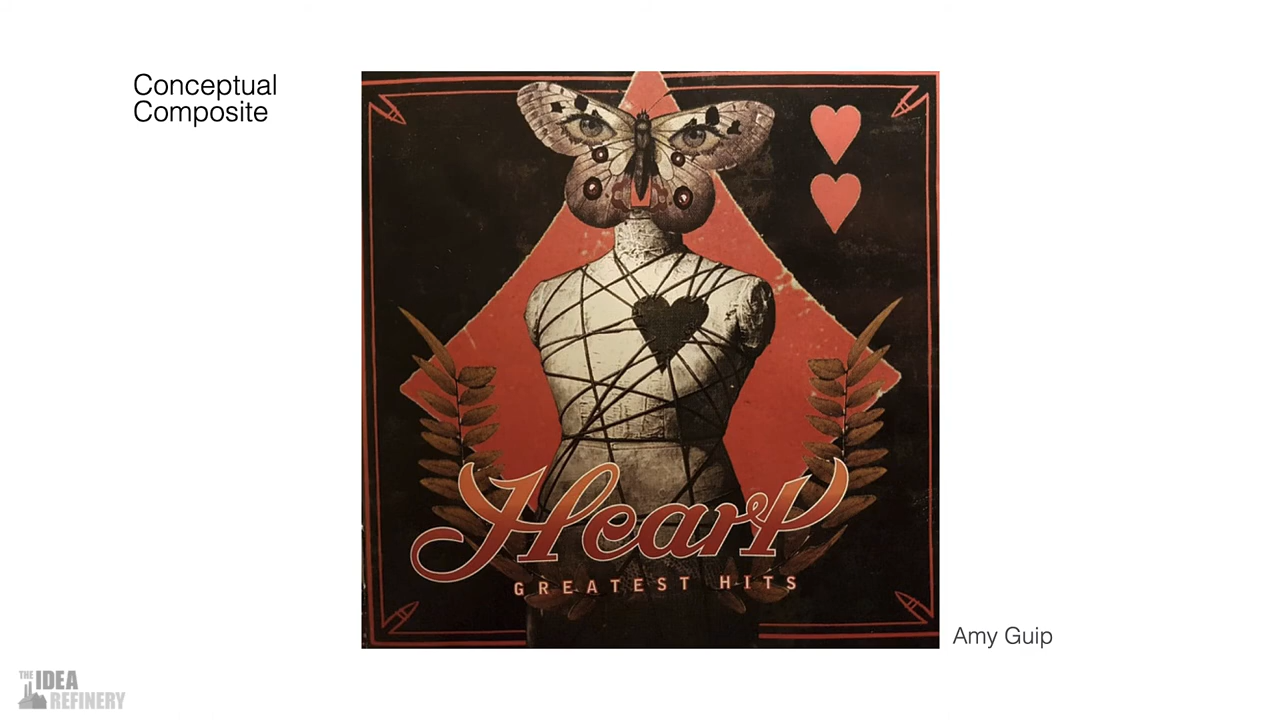 Conceptual
Composite
Heart
GREATEST HITS
Amy Guip
THE IDEA
REFINERY